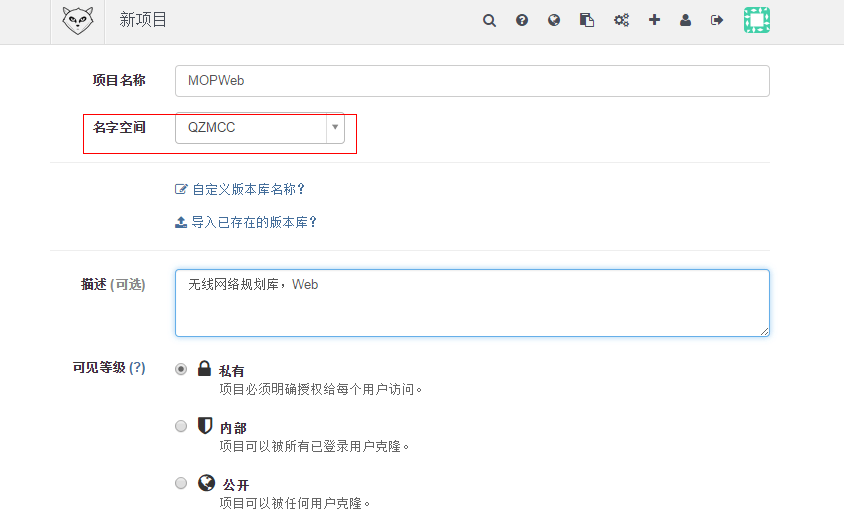 新项目
项目名称 MOPWeb
名字空间 QZMCC
自定义版本库名称?
导入已存在的版本库?
描述 (可选) 无线网络规划库，Web
可见等级 (?) 私有
项目必须明确授权给每个用户访问。
内部
项目可以被所有已登录用户克隆。
公开
项目可以被任何用户克隆。